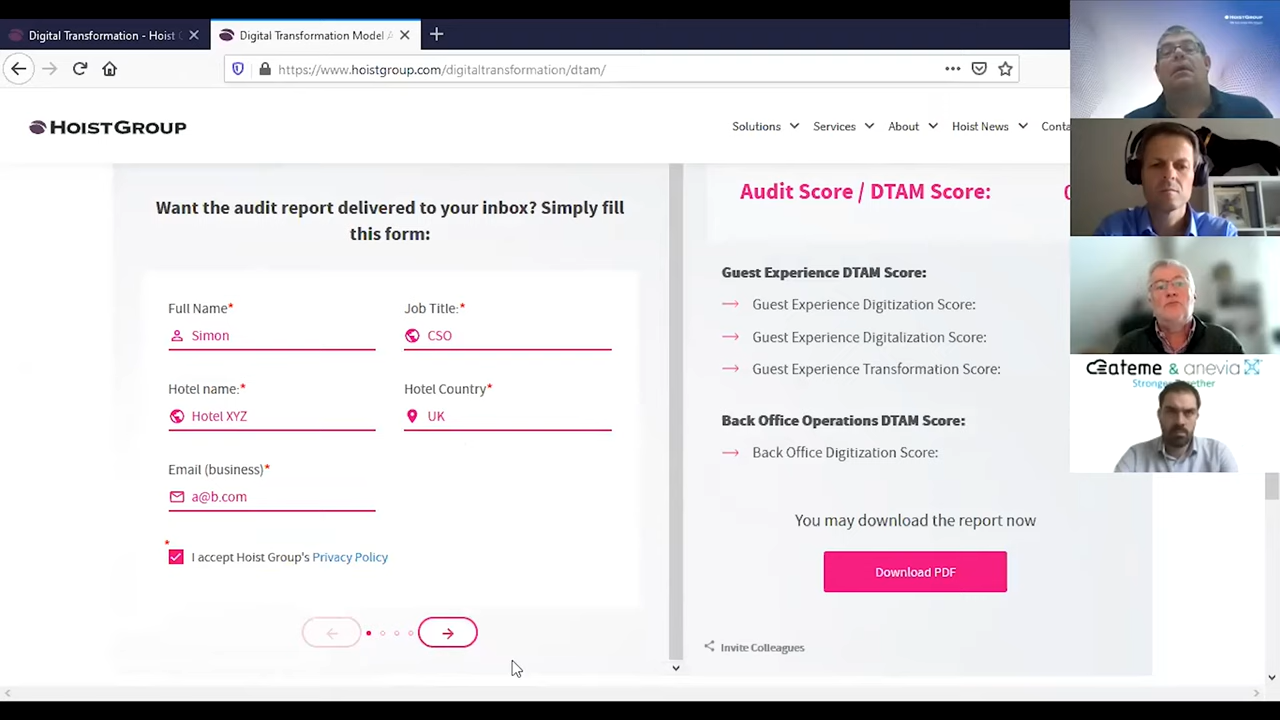 Digital Transformation - Hoist G
Digital Transformation Model A
https://www.hoistgroup.com/digitaltransformation/dtam/
HOISTGROUP
Solutions
Services
About
Hoist News
Conta
HOISTGROUP
Want the audit report delivered to your inbox? Simply fill
this form:
Full Name*
Job Title:*
Simon
CSO
Hotel name:*
Hotel Country*
Hotel XYZ
UK
Email (business)*
a@b.com
*
I accept Hoist Group's Privacy Policy
Audit Score / DTAM Score:
Guest Experience DTAM Score:
Guest Experience Digitization Score:
Guest Experience Digitalization Score:
Guest Experience Transformation Score:
Back Office Operations DTAM Score:
Back Office Digitization Score:
You may download the report now
Download PDF
Invite Colleagues
ateme & anevia